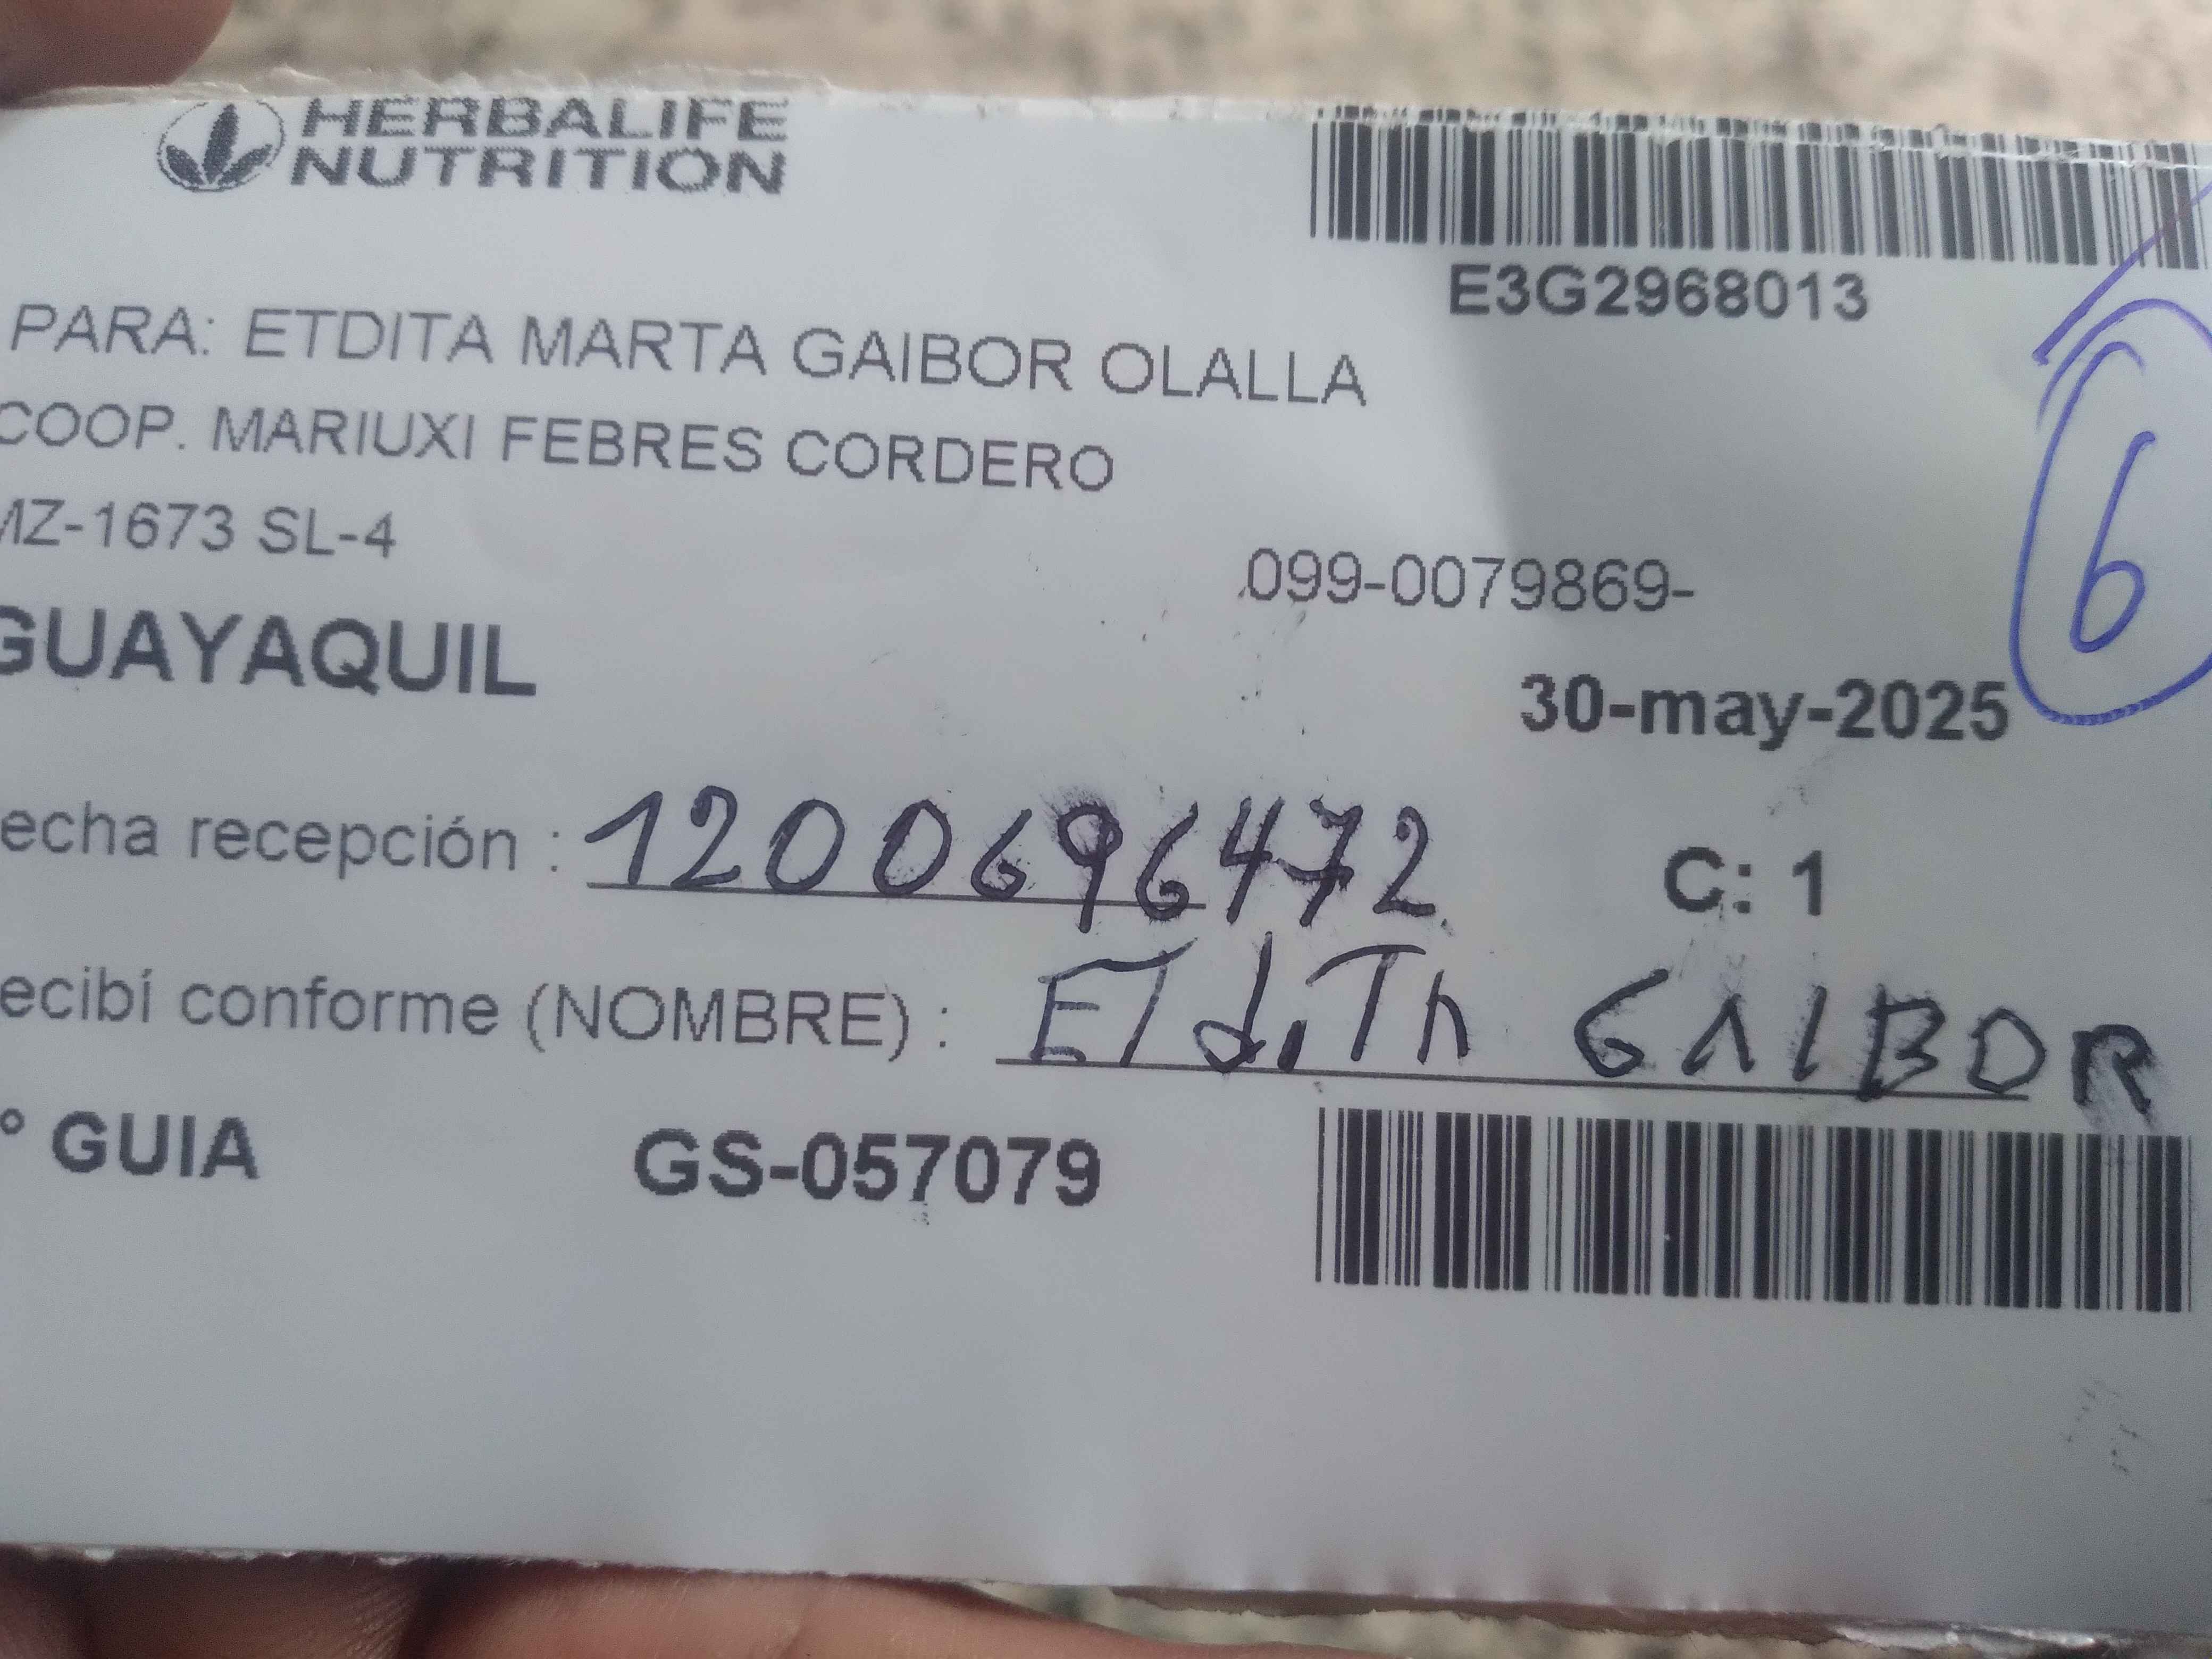 HERBALIFE
NUTRITION
E3G2968013
PARA: ETDITA MARTA GAIBOR OLALLA
COOP. MARIUXI FEBRES CORDERO
MZ-1673 SL-4
099-0079869-
6
GUAYAQUIL
30-may-2025
echa recepción : 1200696472
C: 1
ecibí conforme (NOMBRE) : ETdiTh GAIBOR
° GUIA GS-057079